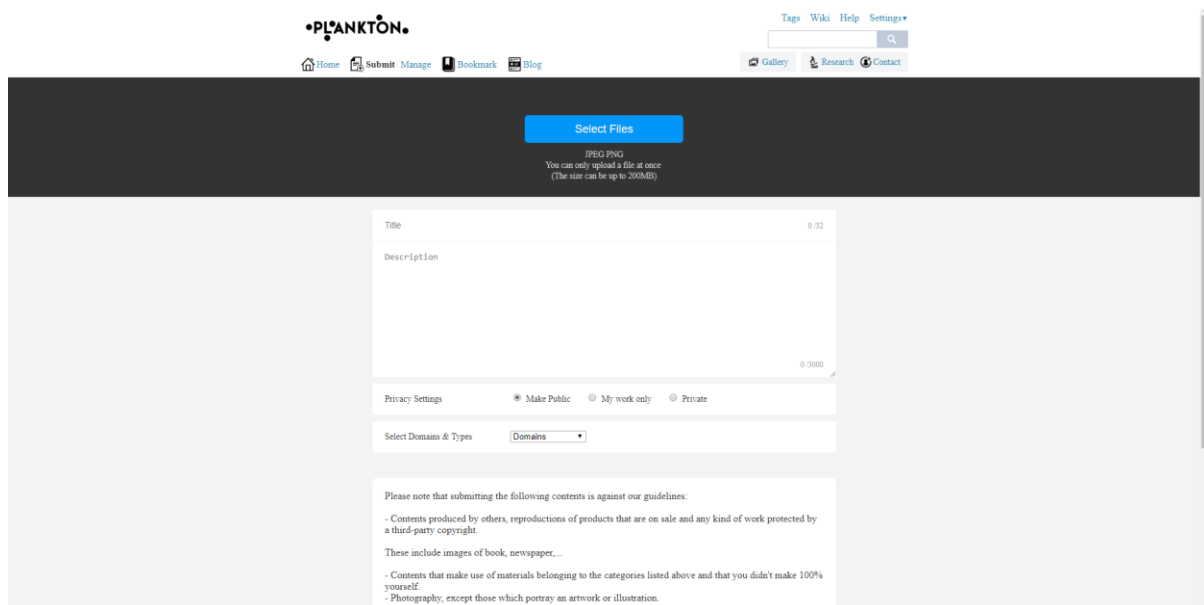 PLANKTON
Tags Wiki Help Settings▾
Home Submit Manage Bookmark Blog
Gallery Research Contact
Select Files
JPEG PNG
You can only upload a file at once
(The size can be up to 200MB)
Title 0 /32
Description
0 /3000
Privacy Settings Make Public My work only Private
Select Domains & Types Domains ▾
Please note that submitting the following contents is against our guidelines:
- Contents produced by others, reproductions of products that are on sale and any kind of work protected by
a third-party copyright.
These include images of book, newspaper,...
- Contents that make use of materials belonging to the categories listed above and that you didn't make 100%
yourself.
- Photography, except those which portray an artwork or illustration.